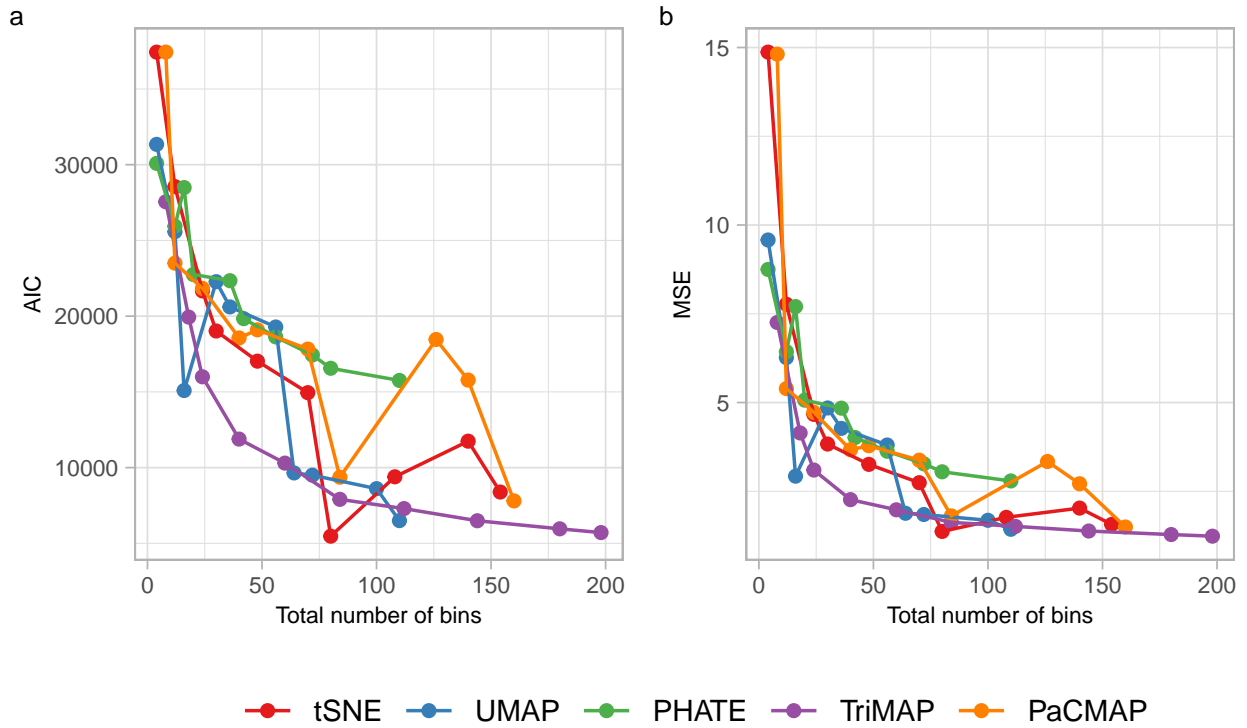 a
AIC
30000
20000
10000
0 50 100 150 200
Total number of bins
b
MSE
15
10
5
0 50 100 150 200
Total number of bins
tSNE UMAP PHATE TriMAP PaCMAP